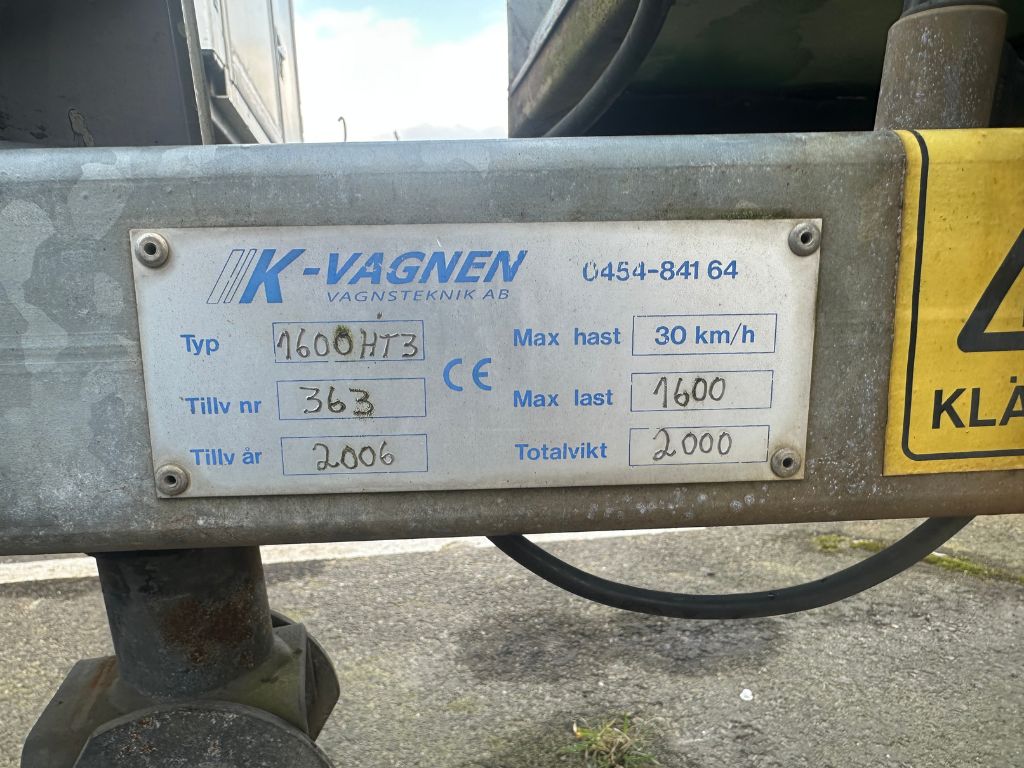 K-VAGNEN 0454-841 64
VAGNSTEKNIK AB
Typ 1600HT3 Max hast 30 km/h
Tillv nr 363 CE Max last 1600
Tillv år 2006 Totalvikt 2000
KLÄ